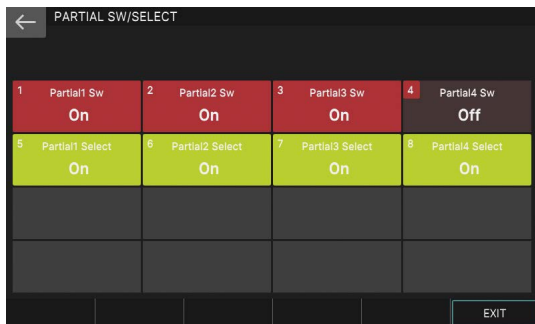 PARTIAL SW/SELECT
1 Partial1 Sw
On
2 Partial2 Sw
On
3 Partial3 Sw
On
4 Partial4 Sw
Off
5 Partial1 Select
On
6 Partial2 Select
On
7 Partial3 Select
On
8 Partial4 Select
On
EXIT